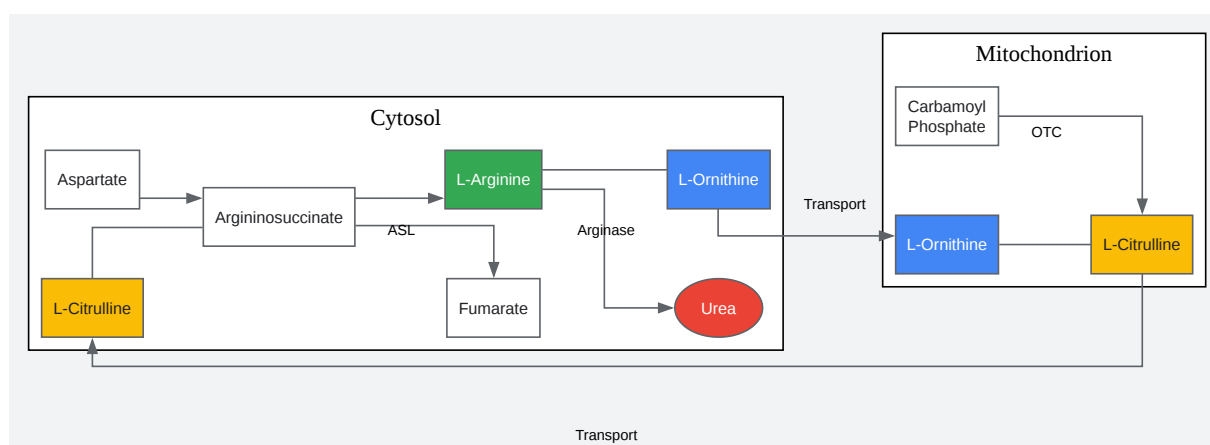 Mitochondrion
Carbamoyl
Phosphate
OTC
Cytosol
Aspartate
L-Arginine
L-Ornithine
Argininosuccinate
Transport
ASL
Arginase
L-Ornithine
L-Citrulline
L-Citrulline
Fumarate
Urea
Transport